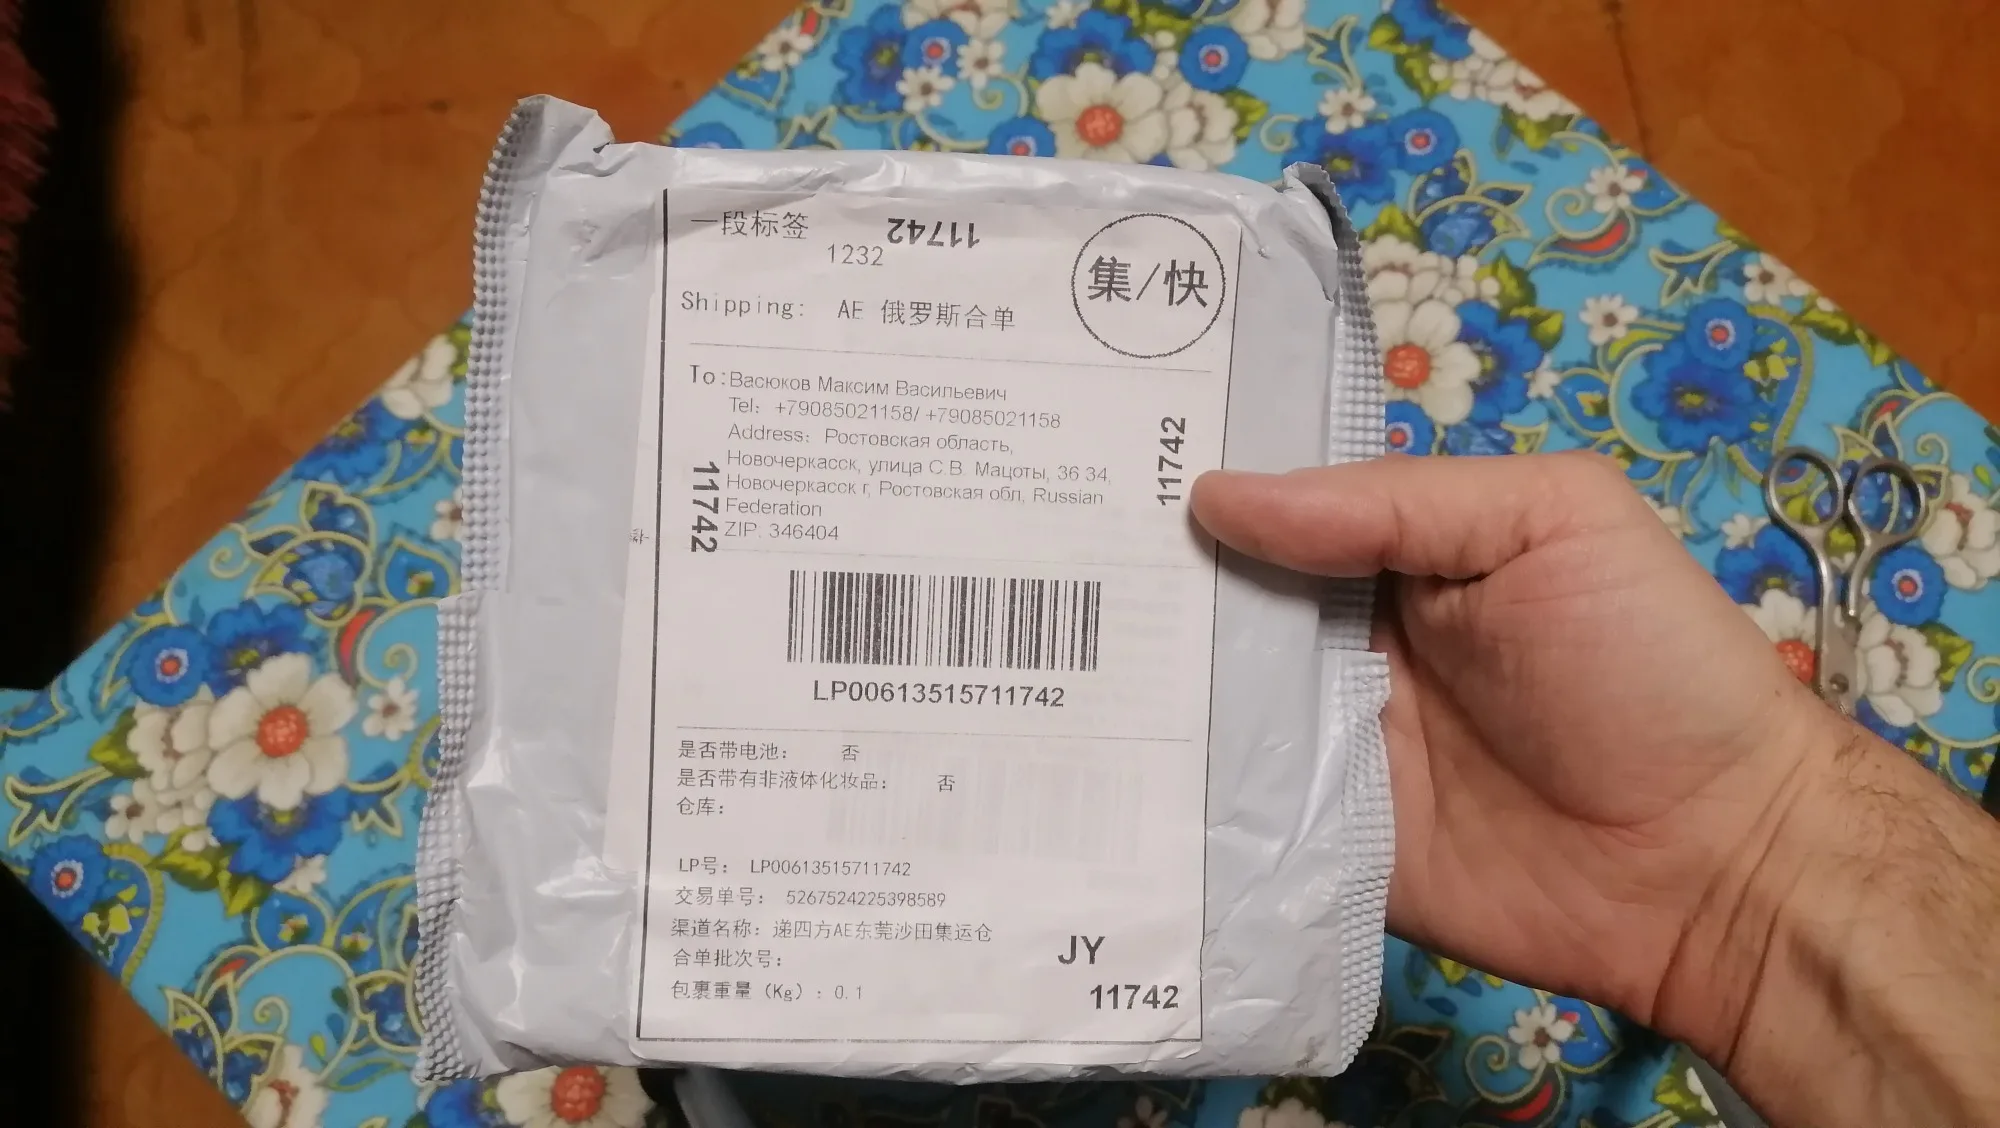 一段标签
11742
1232
集/快
Shipping: AE 俄罗斯合单
To: Васюков Максим Васильевич
Tel: +79085021158/ +79085021158
Address: Ростовская область,
Новочеркасск, улица С.В. Мацоты, 36 34,
Новочеркасск г, Ростовская обл, Russian
Federation
ZIP. 346404
11742
11742
LP00613515711742
是否带电池： 否
是否带有非液体化妆品： 否
仓库：
LP号： LP00613515711742
交易单号： 5267524225398589
渠道名称：递四方AE东莞沙田集运仓
合单批次号：
包裹重量（Kg）：0.1
JY
11742